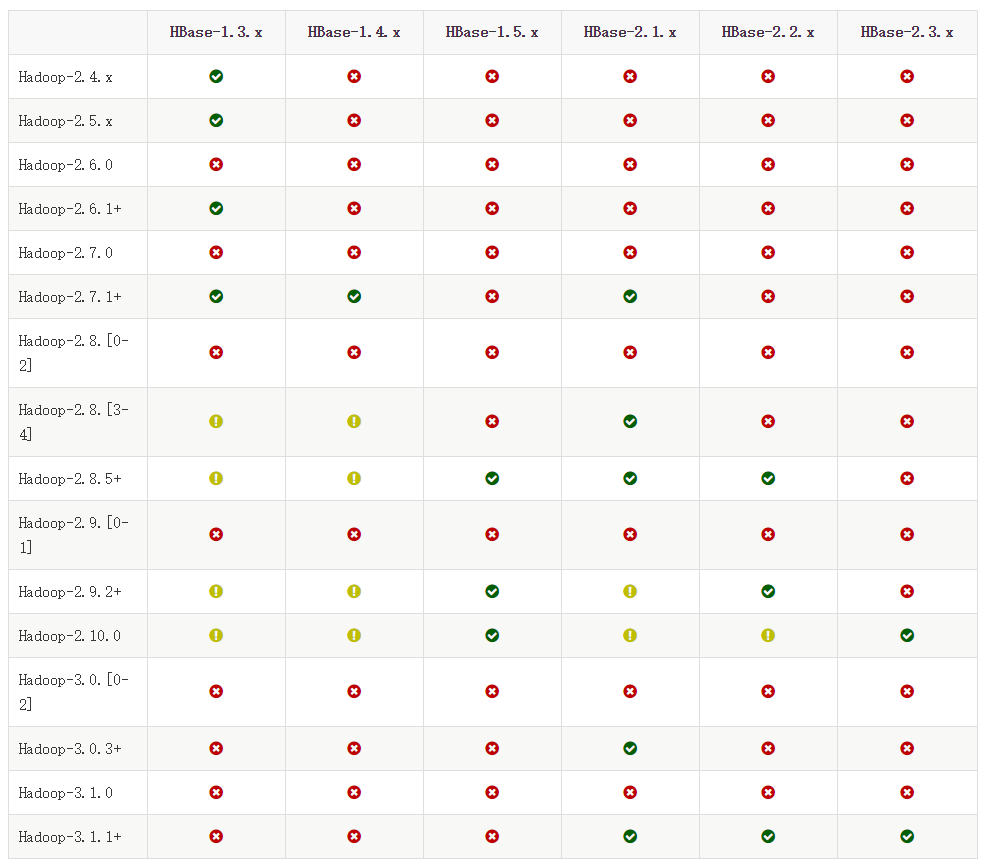 HBase-1.3.x HBase-1.4.x HBase-1.5.x HBase-2.1.x HBase-2.2.x HBase-2.3.x
Hadoop-2.4.x
Hadoop-2.5.x
Hadoop-2.6.0
Hadoop-2.6.1+
Hadoop-2.7.0
Hadoop-2.7.1+
Hadoop-2.8.[0-
2]
Hadoop-2.8.[3-
4]
Hadoop-2.8.5+
Hadoop-2.9.[0-
1]
Hadoop-2.9.2+
Hadoop-2.10.0
Hadoop-3.0.[0-
2]
Hadoop-3.0.3+
Hadoop-3.1.0
Hadoop-3.1.1+